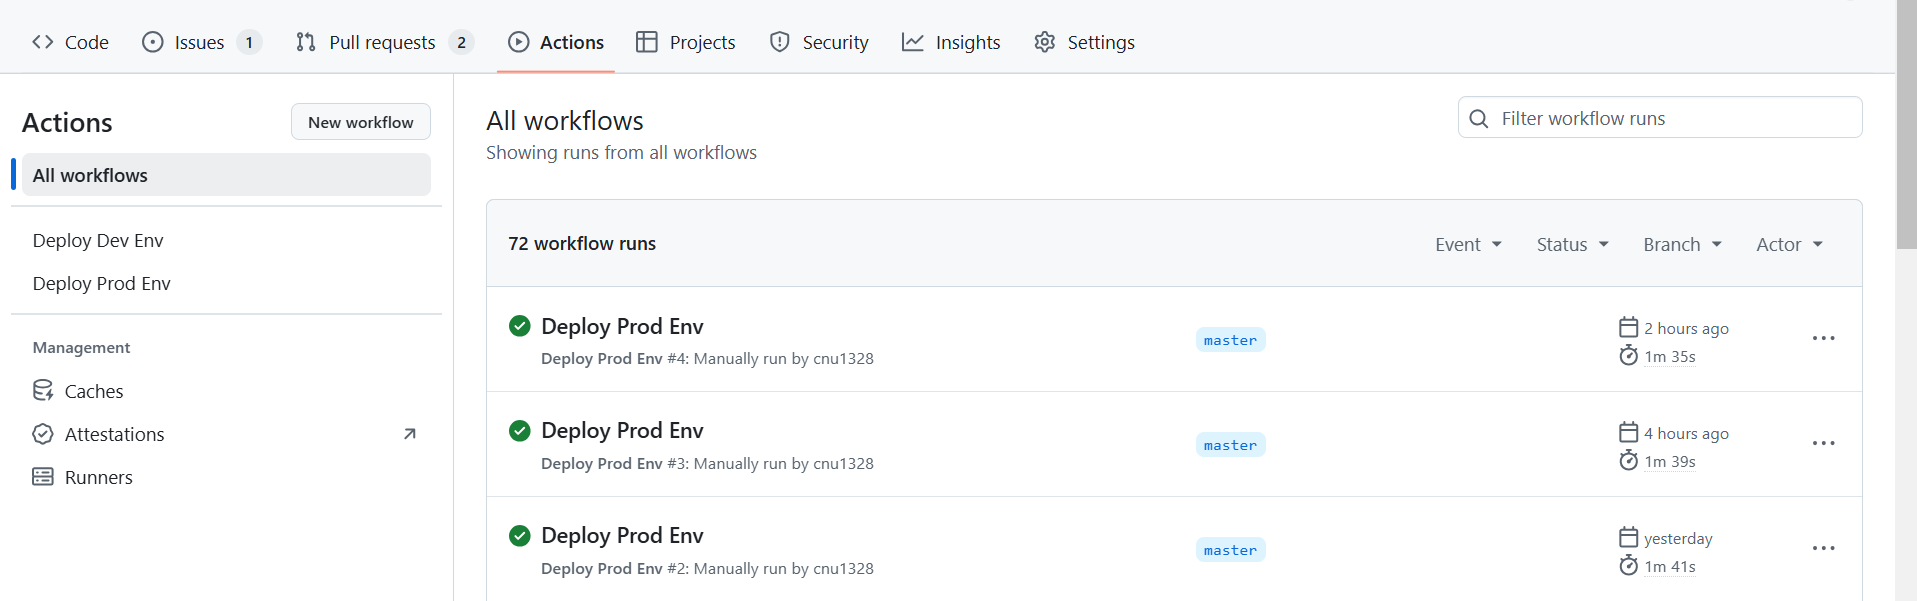 Code Issues 1 Pull requests 2 Actions Projects Security Insights Settings
Actions New workflow
All workflows
Deploy Dev Env
Deploy Prod Env
Management
Caches
Attestations
Runners
All workflows
Showing runs from all workflows
Filter workflow runs
72 workflow runs Event Status Branch Actor
Deploy Prod Env
Deploy Prod Env #4: Manually run by cnu1328
master
2 hours ago
1m 35s
Deploy Prod Env
Deploy Prod Env #3: Manually run by cnu1328
master
4 hours ago
1m 39s
Deploy Prod Env
Deploy Prod Env #2: Manually run by cnu1328
master
yesterday
1m 41s